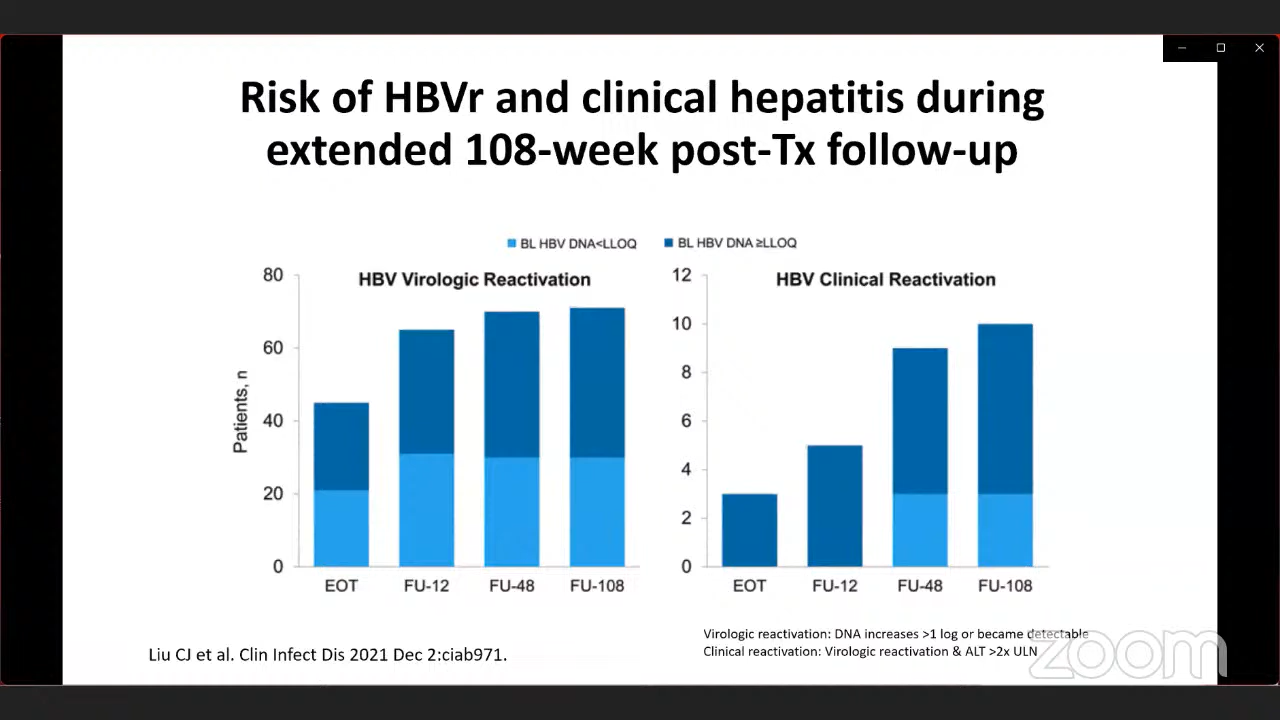 Risk of HBVr and clinical hepatitis during
extended 108-week post-Tx follow-up
BL HBV DNA<LLOQ
BL HBV DNA ≥LLOQ
HBV Virologic Reactivation
80
60
40
20
0
Patients, n
EOT
FU-12
FU-48
FU-108
HBV Clinical Reactivation
12
10
8
6
4
2
0
EOT
FU-12
FU-48
FU-108
Virologic reactivation: DNA increases >1 log or became detectable
Clinical reactivation: Virologic reactivation & ALT >2x ULN
Liu CJ et al. Clin Infect Dis 2021 Dec 2:ciab971.
zoom